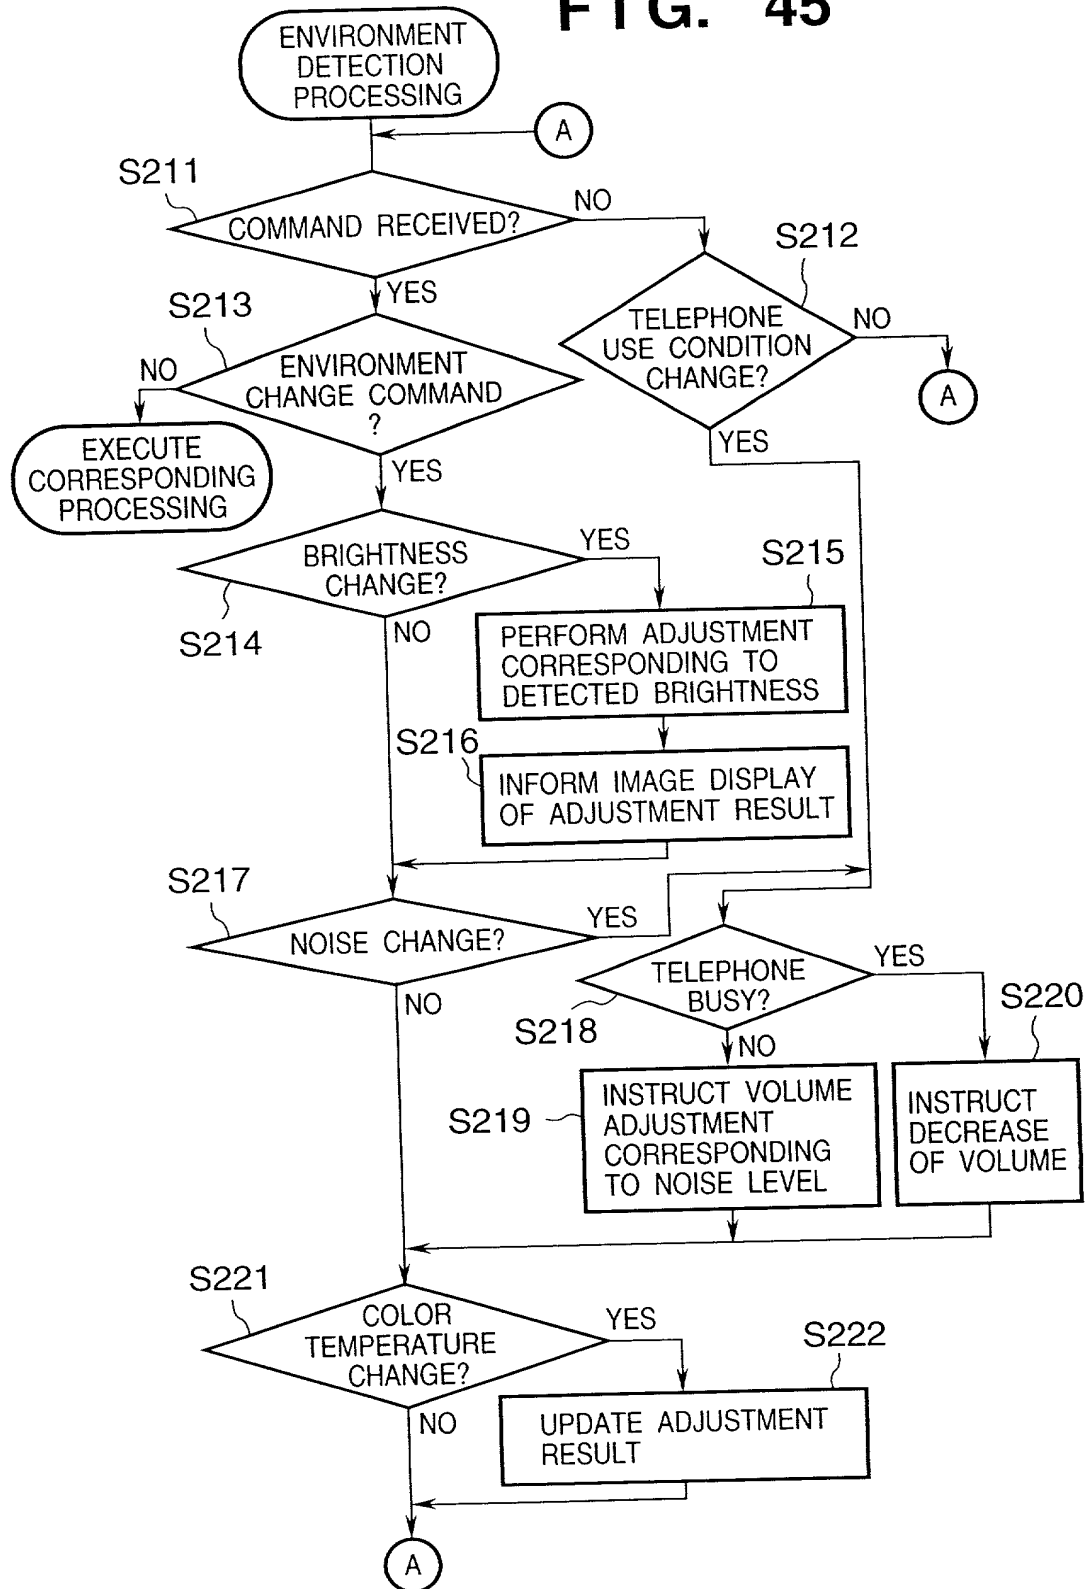 FIG. 45
ENVIRONMENT
DETECTION
PROCESSING
A
S211
COMMAND RECEIVED?
NO
YES
S212
TELEPHONE
USE CONDITION
CHANGE?
NO
A
YES
S213
ENVIRONMENT
CHANGE COMMAND
?
NO
EXECUTE
CORRESPONDING
PROCESSING
YES
BRIGHTNESS
CHANGE?
S214
YES
NO
S215
PERFORM ADJUSTMENT
CORRESPONDING TO
DETECTED BRIGHTNESS
S216
INFORM IMAGE DISPLAY
OF ADJUSTMENT RESULT
S217
NOISE CHANGE?
YES
NO
TELEPHONE
BUSY?
S218
YES
NO
S220
S219
INSTRUCT VOLUME
ADJUSTMENT
CORRESPONDING
TO NOISE LEVEL
INSTRUCT
DECREASE
OF VOLUME
S221
COLOR
TEMPERATURE
CHANGE?
YES
NO
S222
UPDATE ADJUSTMENT
RESULT
A